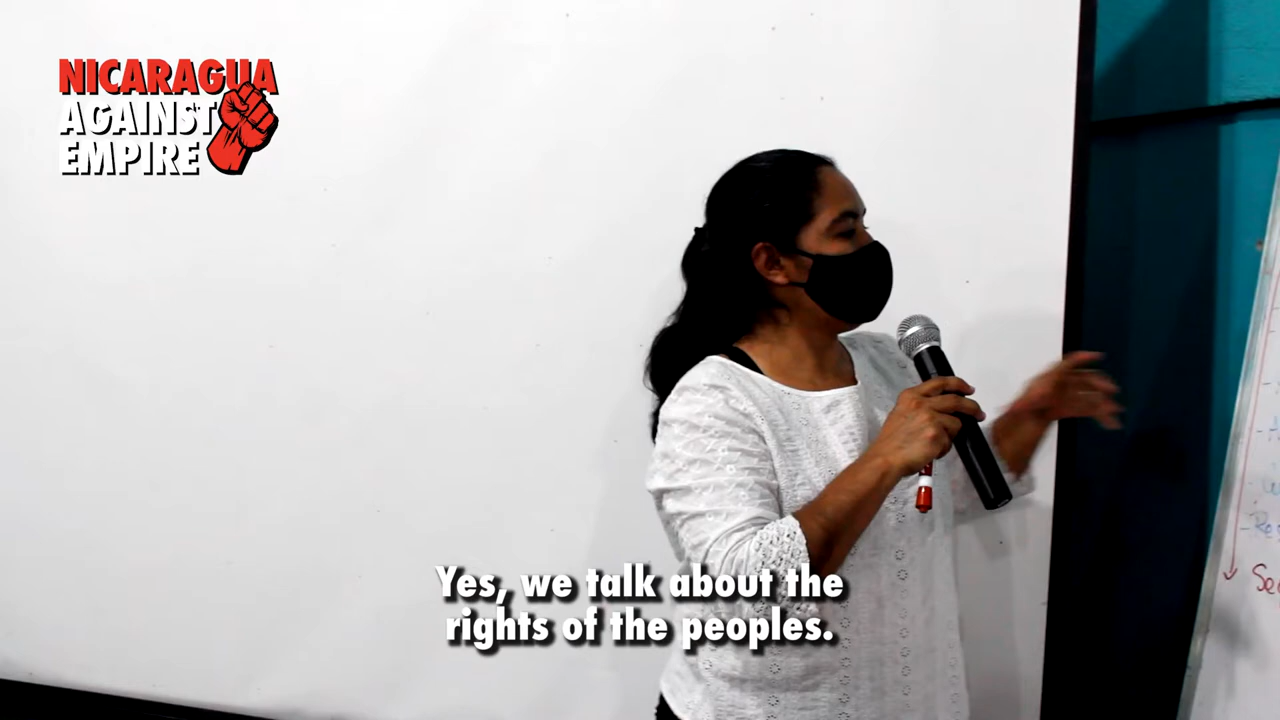 NICARAGUA
AGAINST
EMPIRE
Yes, we talk about the
rights of the peoples.